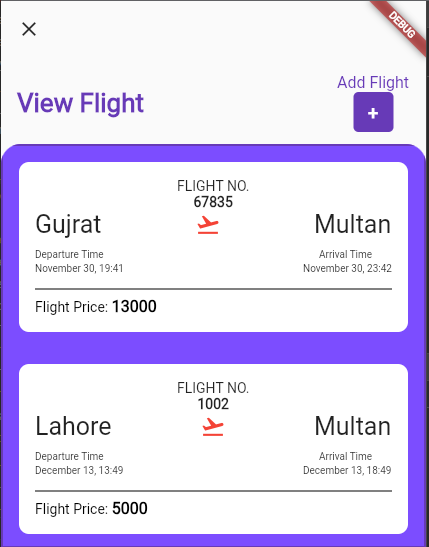 DEBUG
Add Flight
View Flight
+
FLIGHT NO.
67835
Gujrat Multan
Departure Time Arrival Time
November 30, 19:41 November 30, 23:42
Flight Price: 13000
FLIGHT NO.
1002
Lahore Multan
Departure Time Arrival Time
December 13, 13:49 December 13, 18:49
Flight Price: 5000